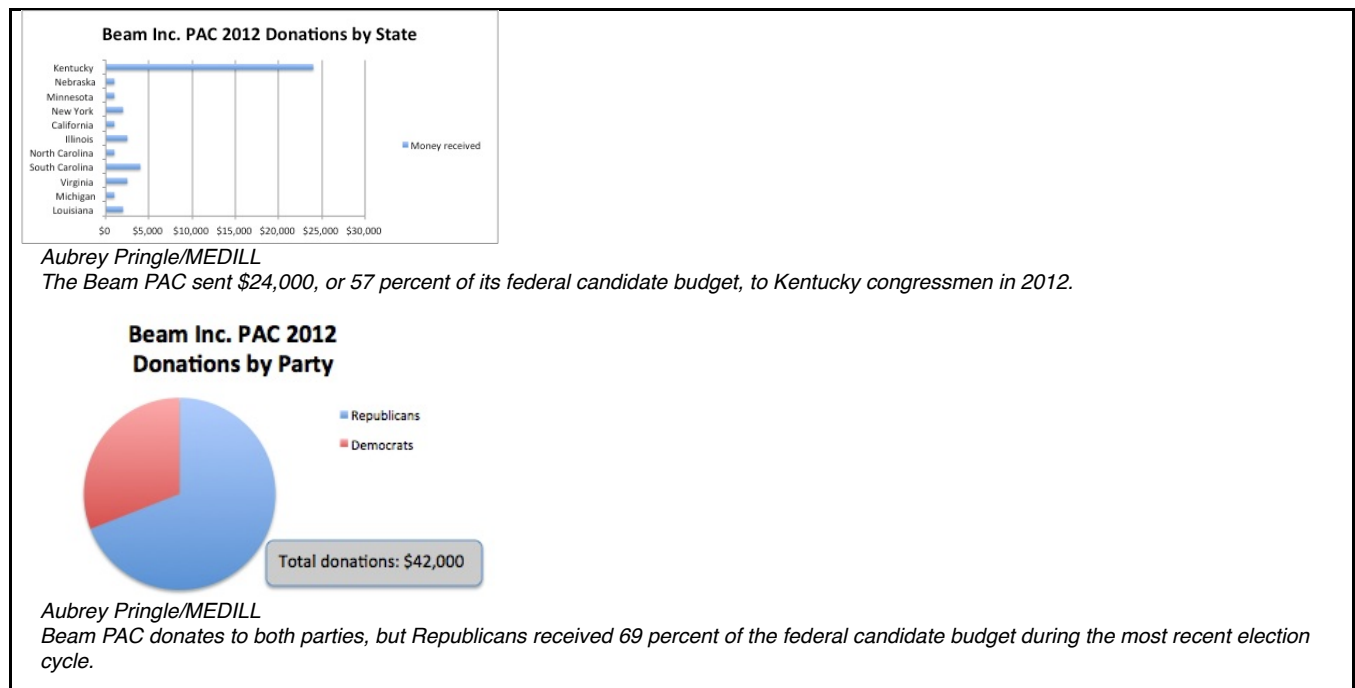 Beam Inc. PAC 2012 Donations by State
Kentucky
Nebraska
Minnesota
New York
California
Illinois
North Carolina
South Carolina
Virginia
Michigan
Louisiana
Money received
$0 $5,000 $10,000 $15,000 $20,000 $25,000 $30,000
Aubrey Pringle/MEDILL
The Beam PAC sent $24,000, or 57 percent of its federal candidate budget, to Kentucky congressmen in 2012.
Beam Inc. PAC 2012
Donations by Party
Republicans
Democrats
Total donations: $42,000
Aubrey Pringle/MEDILL
Beam PAC donates to both parties, but Republicans received 69 percent of the federal candidate budget during the most recent election
cycle.